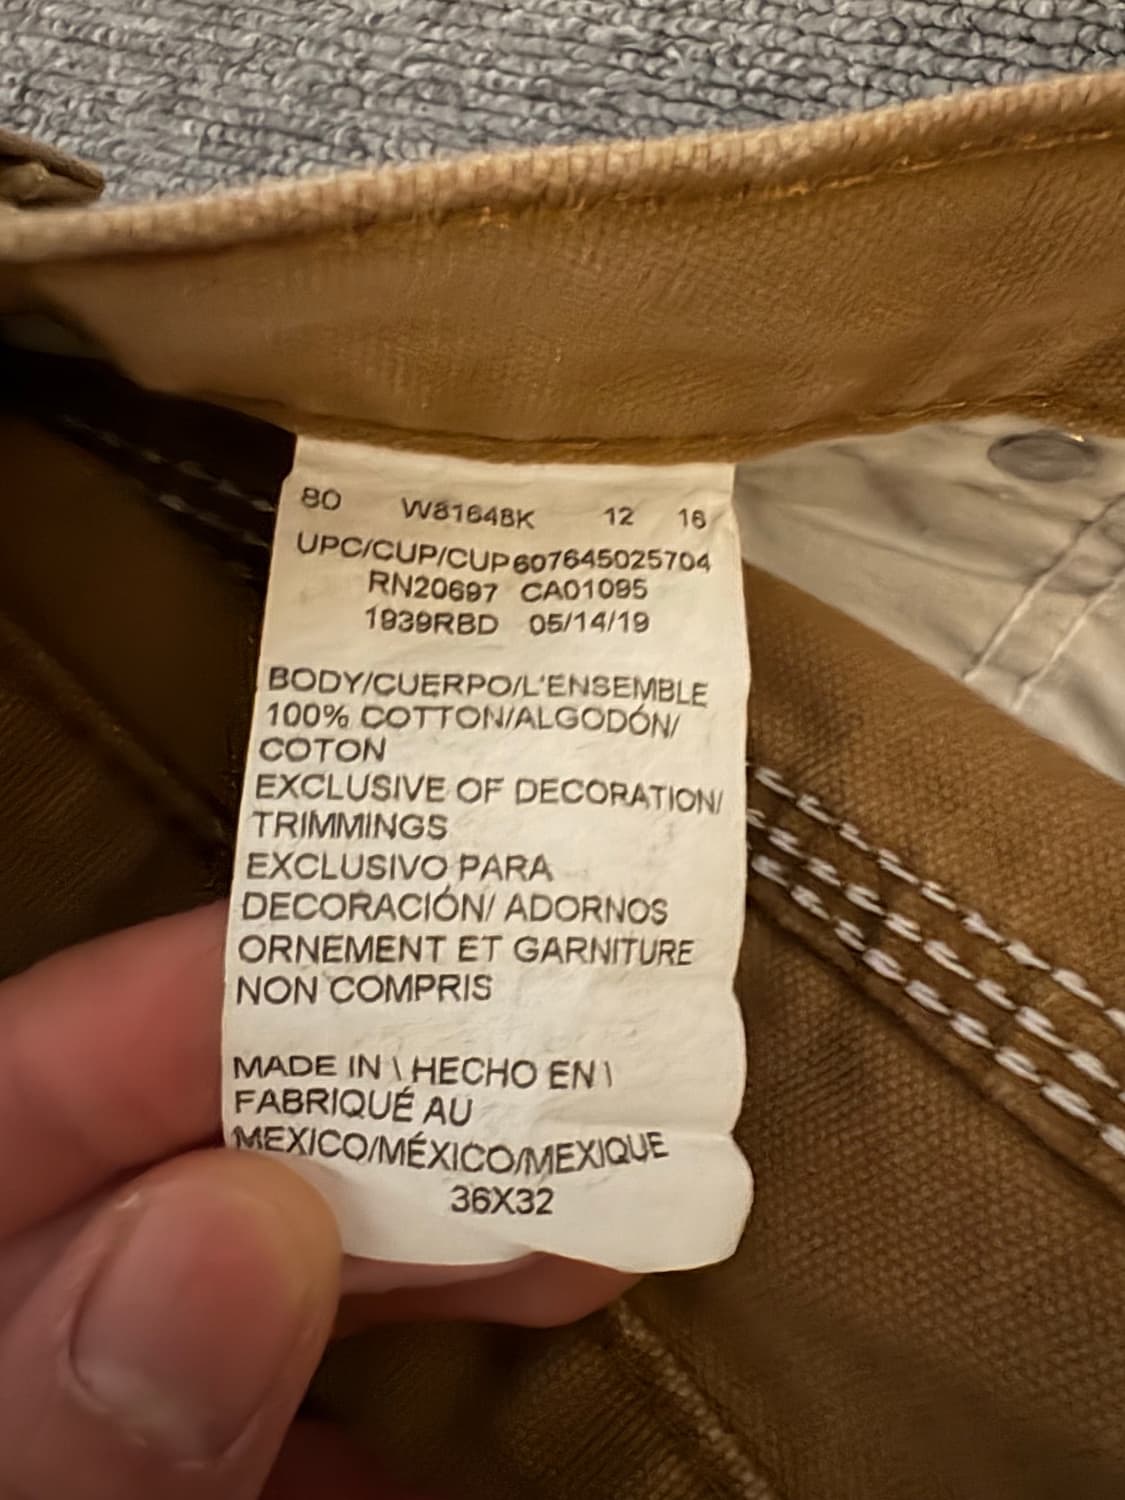 80 W81648K 12 16
UPC/CUP/CUP607645025704
RN20697 CA01095
1939RBD 05/14/19
BODY/CUERPO/L'ENSEMBLE
100% COTTON/ALGODÓN/
COTON
EXCLUSIVE OF DECORATION/
TRIMMINGS
EXCLUSIVO PARA
DECORACIÓN/ ADORNOS
ORNEMENT ET GARNITURE
NON COMPRIS
MADE IN \ HECHO EN \
FABRIQUÉ AU
MEXICO/MÉXICO/MEXIQUE
36X32